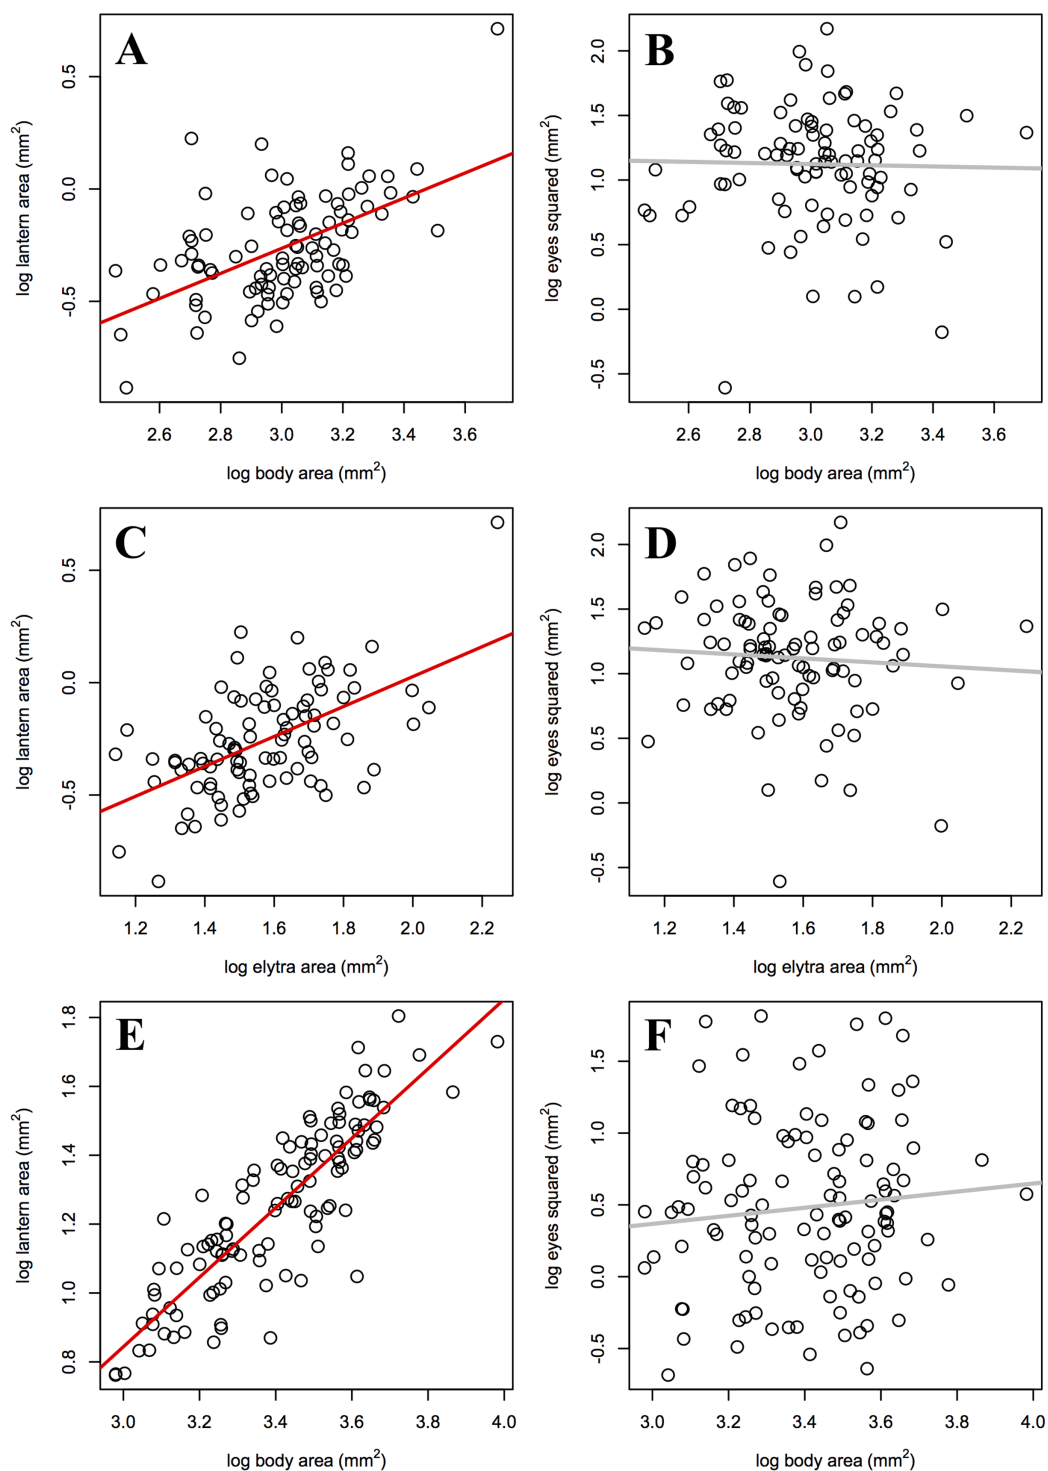 A
0.5
0.0
-0.5
log lantern area (mm2)
2.6 2.8 3.0 3.2 3.4 3.6
log body area (mm2)
B
2.0
1.5
1.0
0.5
0.0
-0.5
log eyes squared (mm2)
2.6 2.8 3.0 3.2 3.4 3.6
log body area (mm2)
C
0.5
0.0
-0.5
log lantern area (mm2)
1.2 1.4 1.6 1.8 2.0 2.2
log elytra area (mm2)
D
2.0
1.5
1.0
0.5
0.0
-0.5
log eyes squared (mm2)
1.2 1.4 1.6 1.8 2.0 2.2
log elytra area (mm2)
E
1.8
1.6
1.4
1.2
1.0
0.8
log lantern area (mm2)
3.0 3.2 3.4 3.6 3.8 4.0
log body area (mm2)
F
1.5
1.0
0.5
0.0
-0.5
log eyes squared (mm2)
3.0 3.2 3.4 3.6 3.8 4.0
log body area (mm2)